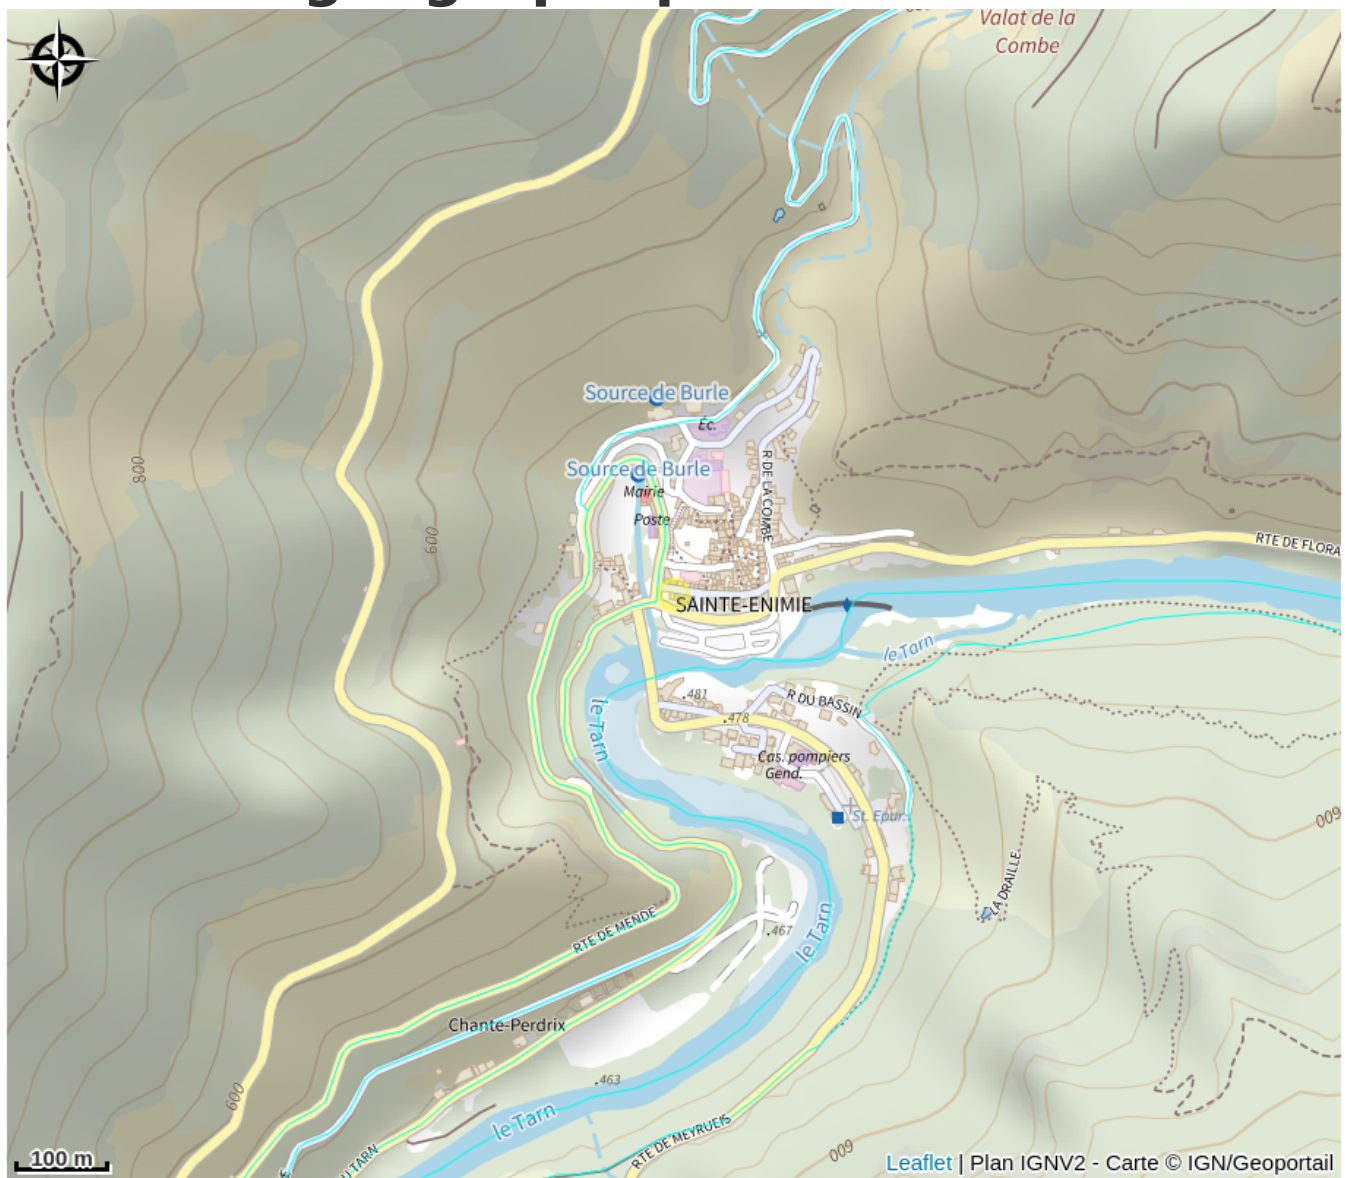 Valat de la
Combe
Source de Burle
Éc.
Source de Burle
Mairie
Poste
R DE LA COMBE
800
600
RTE DE FLORA
SAINTE-ENIMIE
le Tarn
.481
R DU BASSIN
.478
le Tarn
Cas. pompiers
Gend.
St. Epur.
600
LA DRAILLE
RTE DE MENDE
.467
le Tarn
Chante-Perdrix
.463
600
le Tarn
RTE DE MEYRUEIS
600
U TARN
100 m
Leaflet | Plan IGNV2 - Carte © IGN/Geoportail